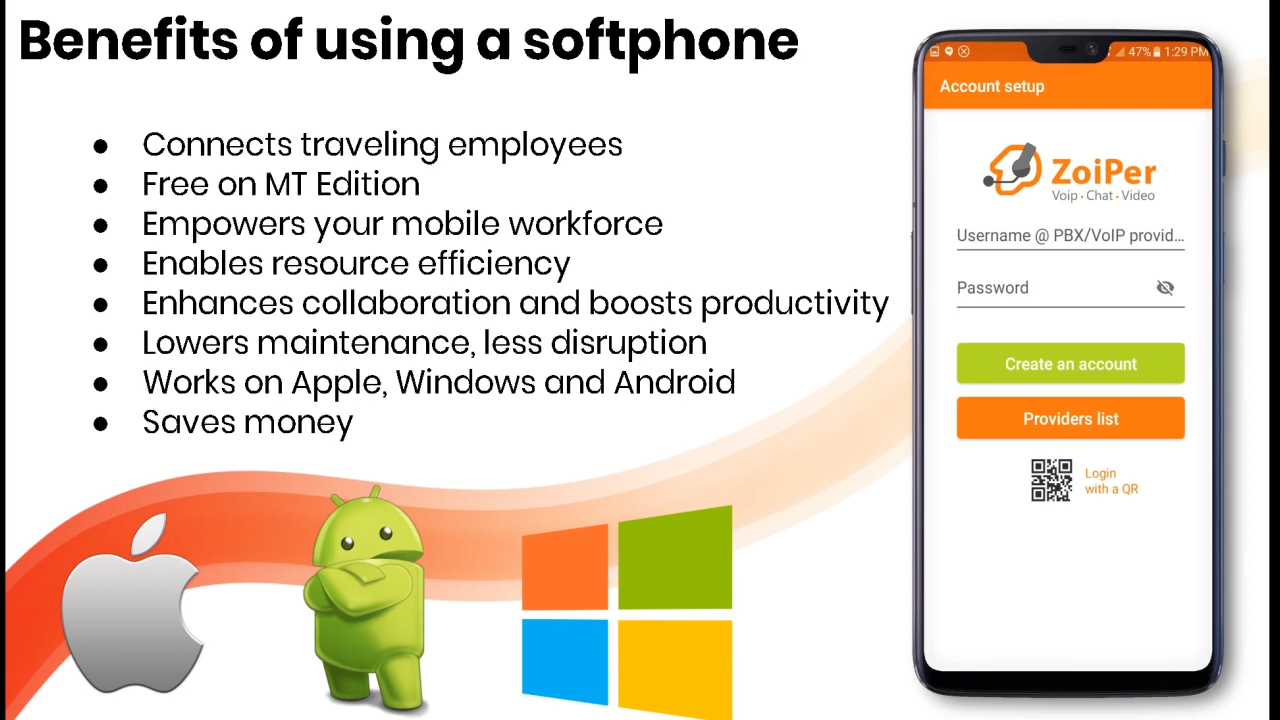 Benefits of using a softphone
● Connects traveling employees
● Free on MT Edition
● Empowers your mobile workforce
● Enables resource efficiency
● Enhances collaboration and boosts productivity
● Lowers maintenance, less disruption
● Works on Apple, Windows and Android
● Saves money
47% 1:29 PM
Account setup
ZoiPer
Voip · Chat · Video
Username @ PBX/VoIP provid...
Password
Create an account
Providers list
Login
with a QR